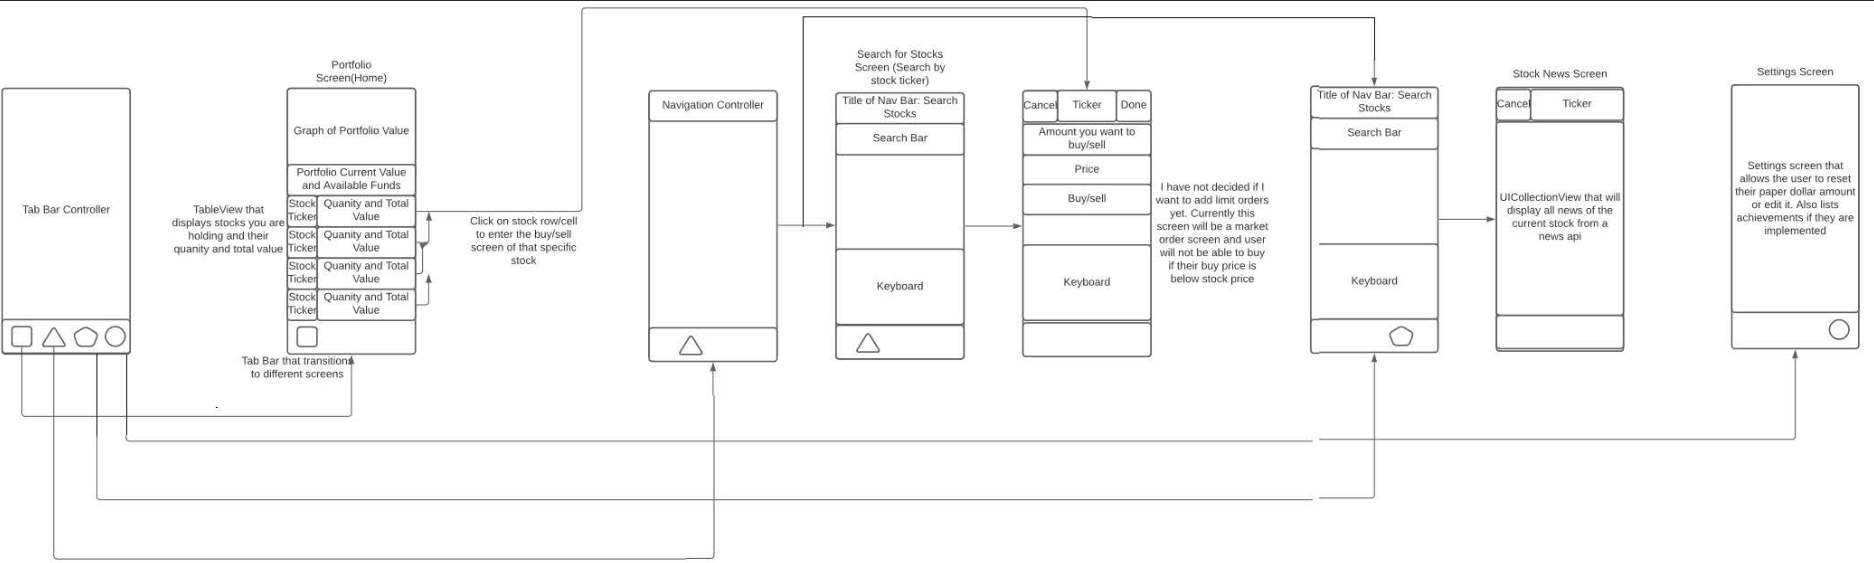 Tab Bar Controller
Portfolio
Screen(Home)
Graph of Portfolio Value
Portfolio Current Value
and Available Funds
Stock
Ticker
Quanity and Total
Value
Stock
Ticker
Quanity and Total
Value
Stock
Ticker
Quanity and Total
Value
Stock
Ticker
Quanity and Total
Value
TableView that
displays stocks you are
holding and their
quanity and total value
Tab Bar that transitions
to different screens
Click on stock row/cell
to enter the buy/sell
screen of that specific
stock
Navigation Controller
Search for Stocks
Screen (Search by
stock ticker)
Title of Nav Bar: Search
Stocks
Search Bar
Keyboard
Cancel
Ticker
Done
Amount you want to
buy/sell
Price
Buy/sell
Keyboard
I have not decided if I
want to add limit orders
yet. Currently this
screen will be a market
order screen and user
will not be able to buy
if their buy price is
below stock price
Title of Nav Bar: Search
Stocks
Search Bar
Keyboard
Stock News Screen
Cancel
Ticker
UICollectionView that will
display all news of the
current stock from a
news api
Settings Screen
Settings screen that
allows the user to reset
their paper dollar amount
or edit it. Also lists
achievements if they are
implemented